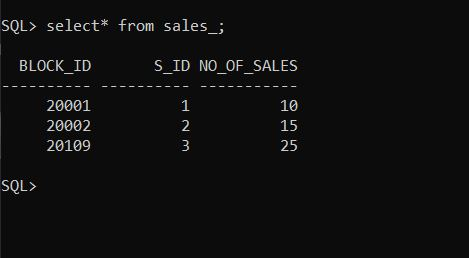 SQL> select* from sales_;
BLOCK_ID S_ID NO_OF_SALES
---------- ---------- -----------
20001 1 10
20002 2 15
20109 3 25
SQL>